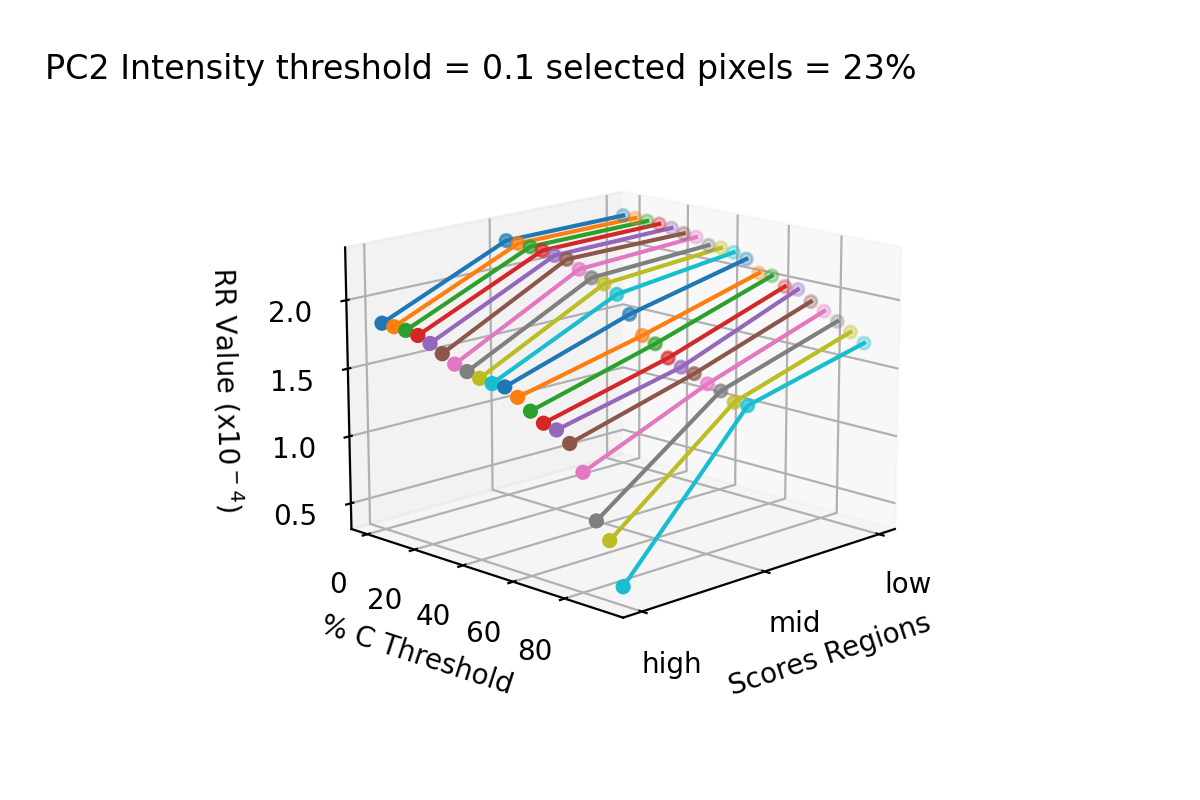 PC2 Intensity threshold = 0.1 selected pixels = 23%
RR Value (x10⁻⁴)
2.0
1.5
1.0
0.5
0
20
40
60
80
% C Threshold
high
mid
low
Scores Regions